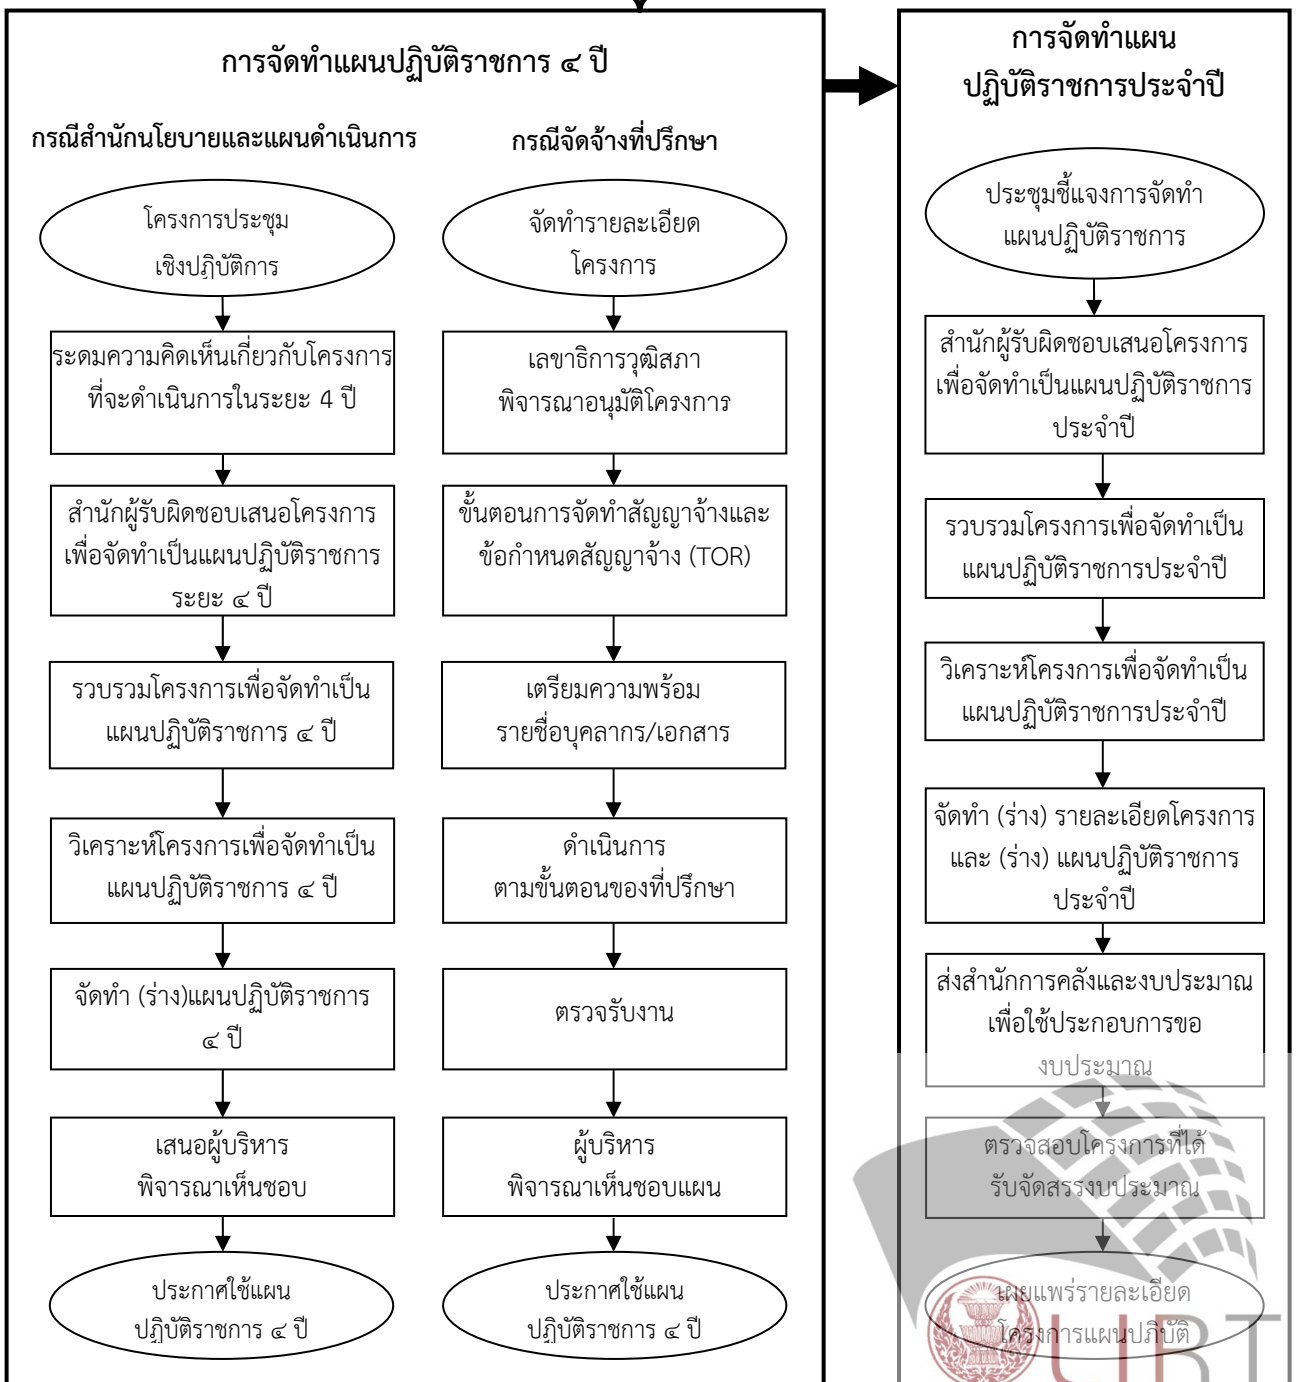 การจัดทำแผนปฏิบัติราชการ ๔ ปี
กรณีสำนักนโยบายและแผนดำเนินการ
โครงการประชุม
เชิงปฏิบัติการ
ระดมความคิดเห็นเกี่ยวกับโครงการ
ที่จะดำเนินการในระยะ 4 ปี
สำนักผู้รับผิดชอบเสนอโครงการ
เพื่อจัดทำเป็นแผนปฏิบัติราชการ
ระยะ ๔ ปี
รวบรวมโครงการเพื่อจัดทำเป็น
แผนปฏิบัติราชการ ๔ ปี
วิเคราะห์โครงการเพื่อจัดทำเป็น
แผนปฏิบัติราชการ ๔ ปี
จัดทำ (ร่าง)แผนปฏิบัติราชการ
๔ ปี
เสนอผู้บริหาร
พิจารณาเห็นชอบ
ประกาศใช้แผน
ปฏิบัติราชการ ๔ ปี
กรณีจัดจ้างที่ปรึกษา
จัดทำรายละเอียด
โครงการ
เลขาธิการวุฒิสภา
พิจารณาอนุมัติโครงการ
ขั้นตอนการจัดทำสัญญาจ้างและ
ข้อกำหนดสัญญาจ้าง (TOR)
เตรียมความพร้อม
รายชื่อบุคลากร/เอกสาร
ดำเนินการ
ตามขั้นตอนของที่ปรึกษา
ตรวจรับงาน
ผู้บริหาร
พิจารณาเห็นชอบแผน
ประกาศใช้แผน
ปฏิบัติราชการ ๔ ปี
การจัดทำแผน
ปฏิบัติราชการประจำปี
ประชุมชี้แจงการจัดทำ
แผนปฏิบัติราชการ
สำนักผู้รับผิดชอบเสนอโครงการ
เพื่อจัดทำเป็นแผนปฏิบัติราชการ
ประจำปี
รวบรวมโครงการเพื่อจัดทำเป็น
แผนปฏิบัติราชการประจำปี
วิเคราะห์โครงการเพื่อจัดทำเป็น
แผนปฏิบัติราชการประจำปี
จัดทำ (ร่าง) รายละเอียดโครงการ
และ (ร่าง) แผนปฏิบัติราชการ
ประจำปี
ส่งสำนักการคลังและงบประมาณ
เพื่อใช้ประกอบการขอ
งบประมาณ
ตรวจสอบโครงการที่ได้
รับจัดสรรงบประมาณ
เผยแพร่รายละเอียด
โครงการแผนปฏิบัติ